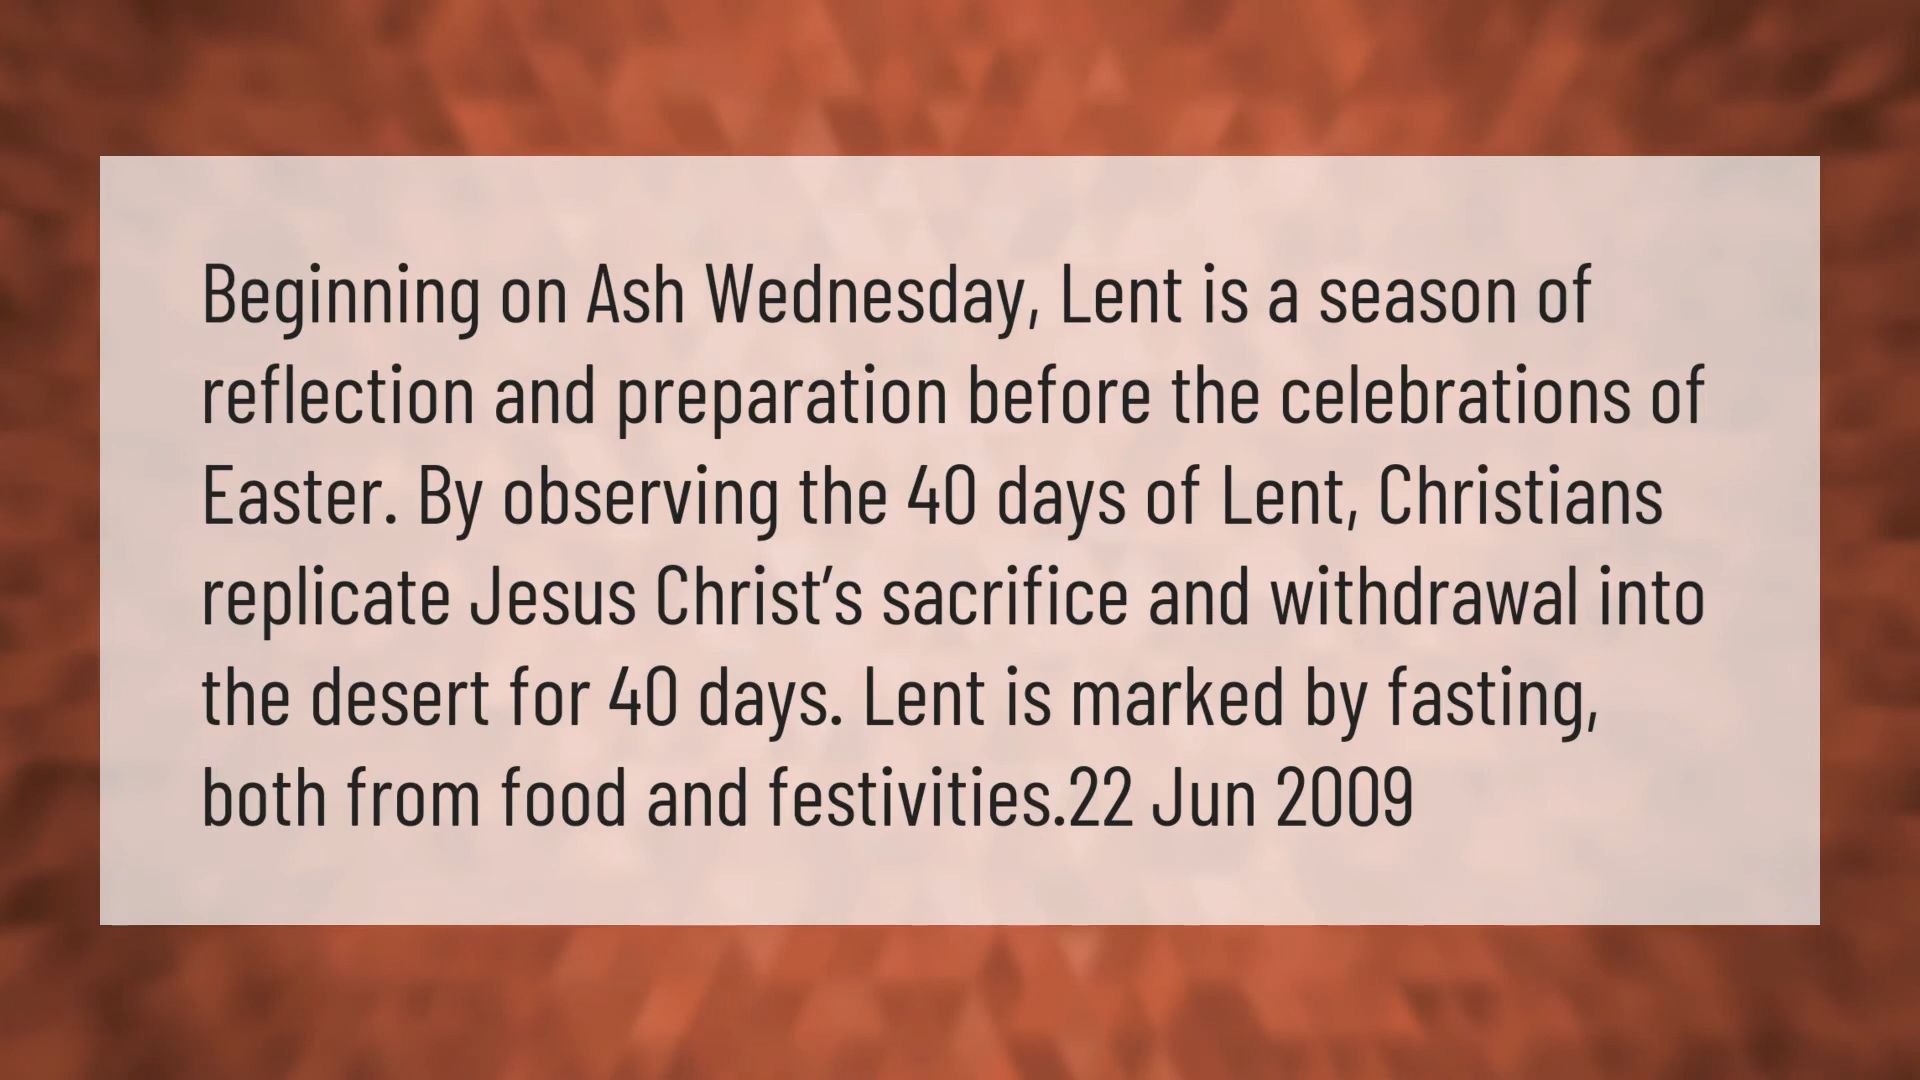 Beginning on Ash Wednesday, Lent is a season of
reflection and preparation before the celebrations of
Easter. By observing the 40 days of Lent, Christians
replicate Jesus Christ’s sacrifice and withdrawal into
the desert for 40 days. Lent is marked by fasting,
both from food and festivities.22 Jun 2009